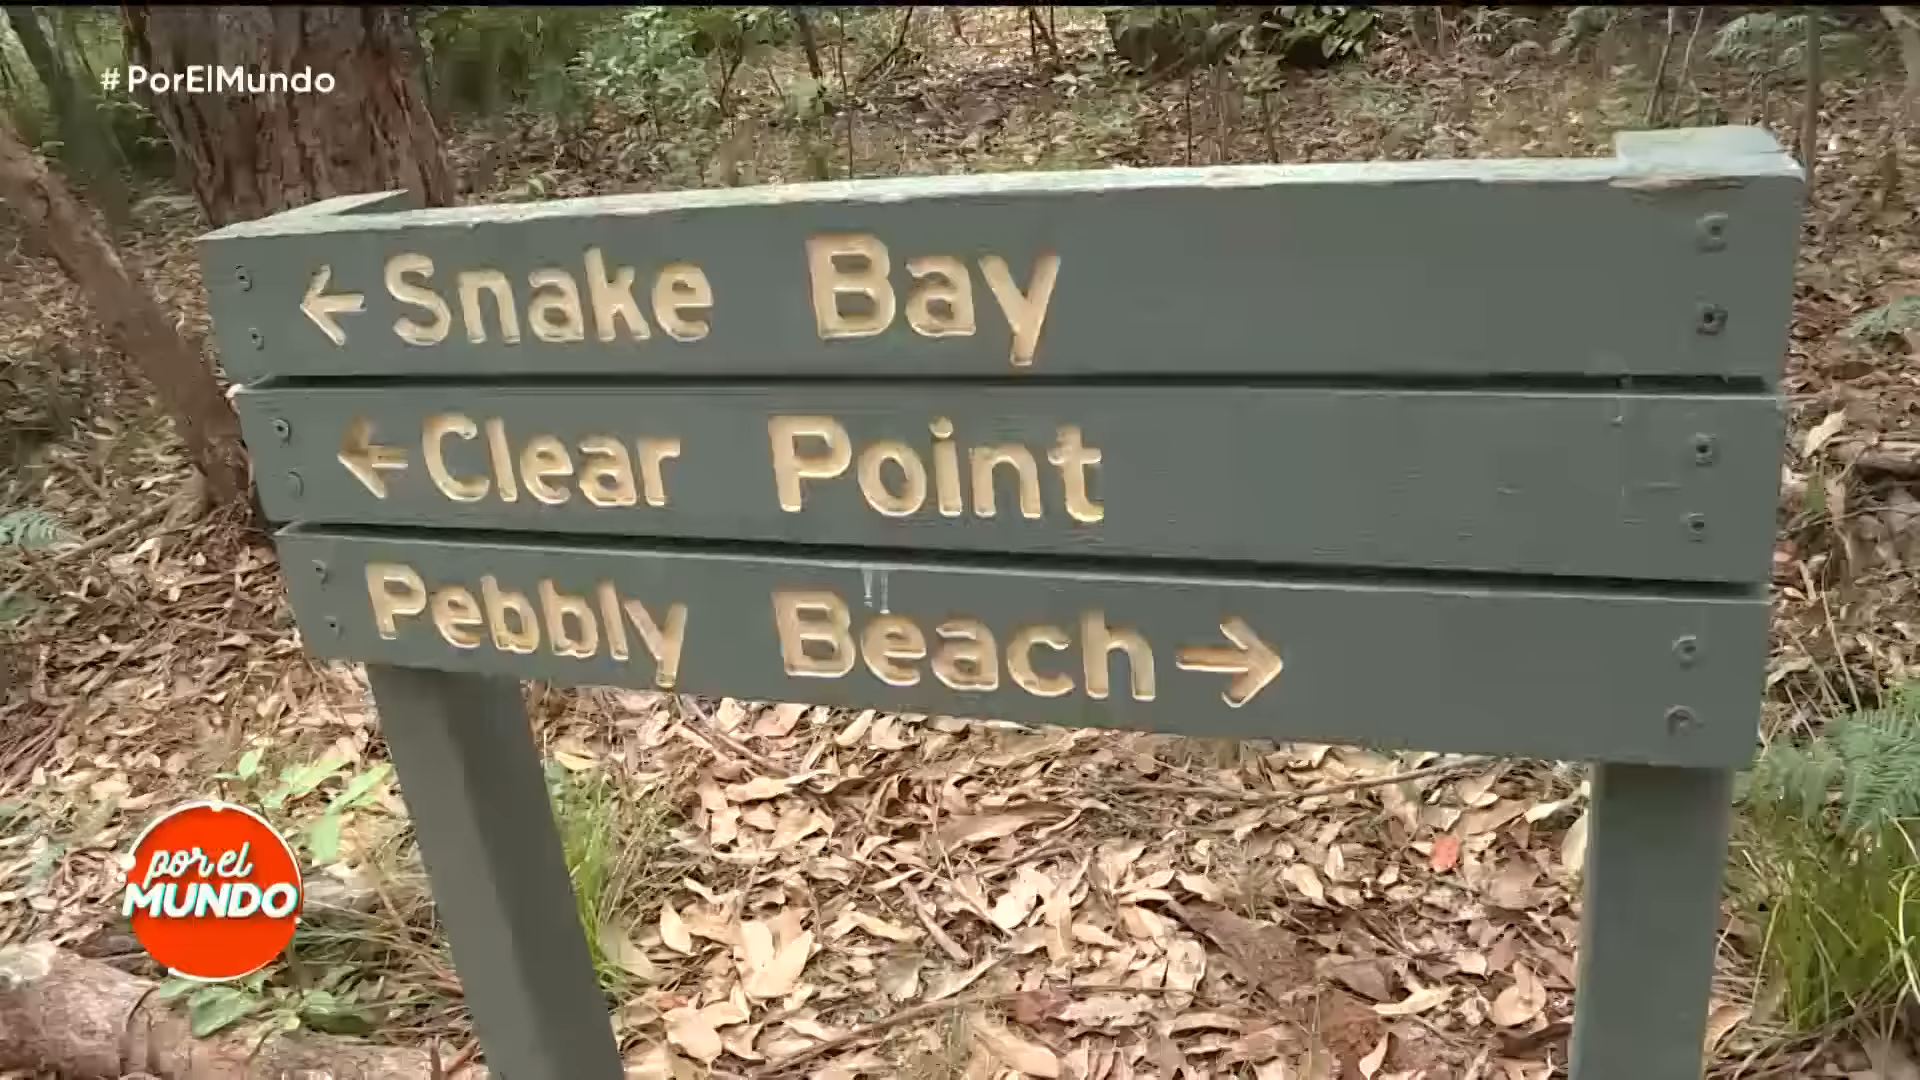 #PorElMundo
←Snake Bay
←Clear Point
Pebbly Beach→
por el
MUNDO